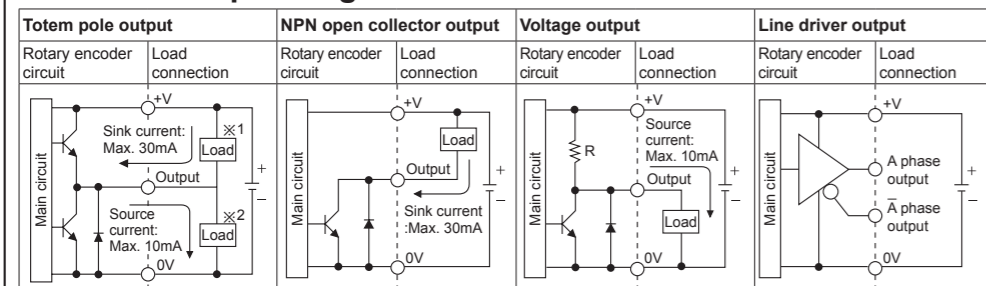 Totem pole output
Rotary encoder circuit
Load connection
+V
Sink current:
Max. 30mA
※1
Load
Output
Source
current:
Max. 10mA
※2
Load
0V
Main circuit
+
−
NPN open collector output
Rotary encoder circuit
Load connection
+V
Load
Output
Sink current
:Max. 30mA
0V
Main circuit
+
−
Voltage output
Rotary encoder circuit
Load connection
+V
Source
current:
Max. 10mA
R
Output
Load
0V
Main circuit
+
−
Line driver output
Rotary encoder circuit
Load connection
+V
A phase
output
A̅ phase
output
0V
Main circuit
+
−